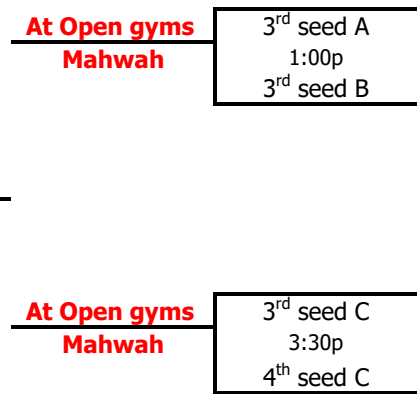 At Open gyms
Mahwah
3rd seed A
1:00p
3rd seed B
At Open gyms
Mahwah
3rd seed C
3:30p
4th seed C